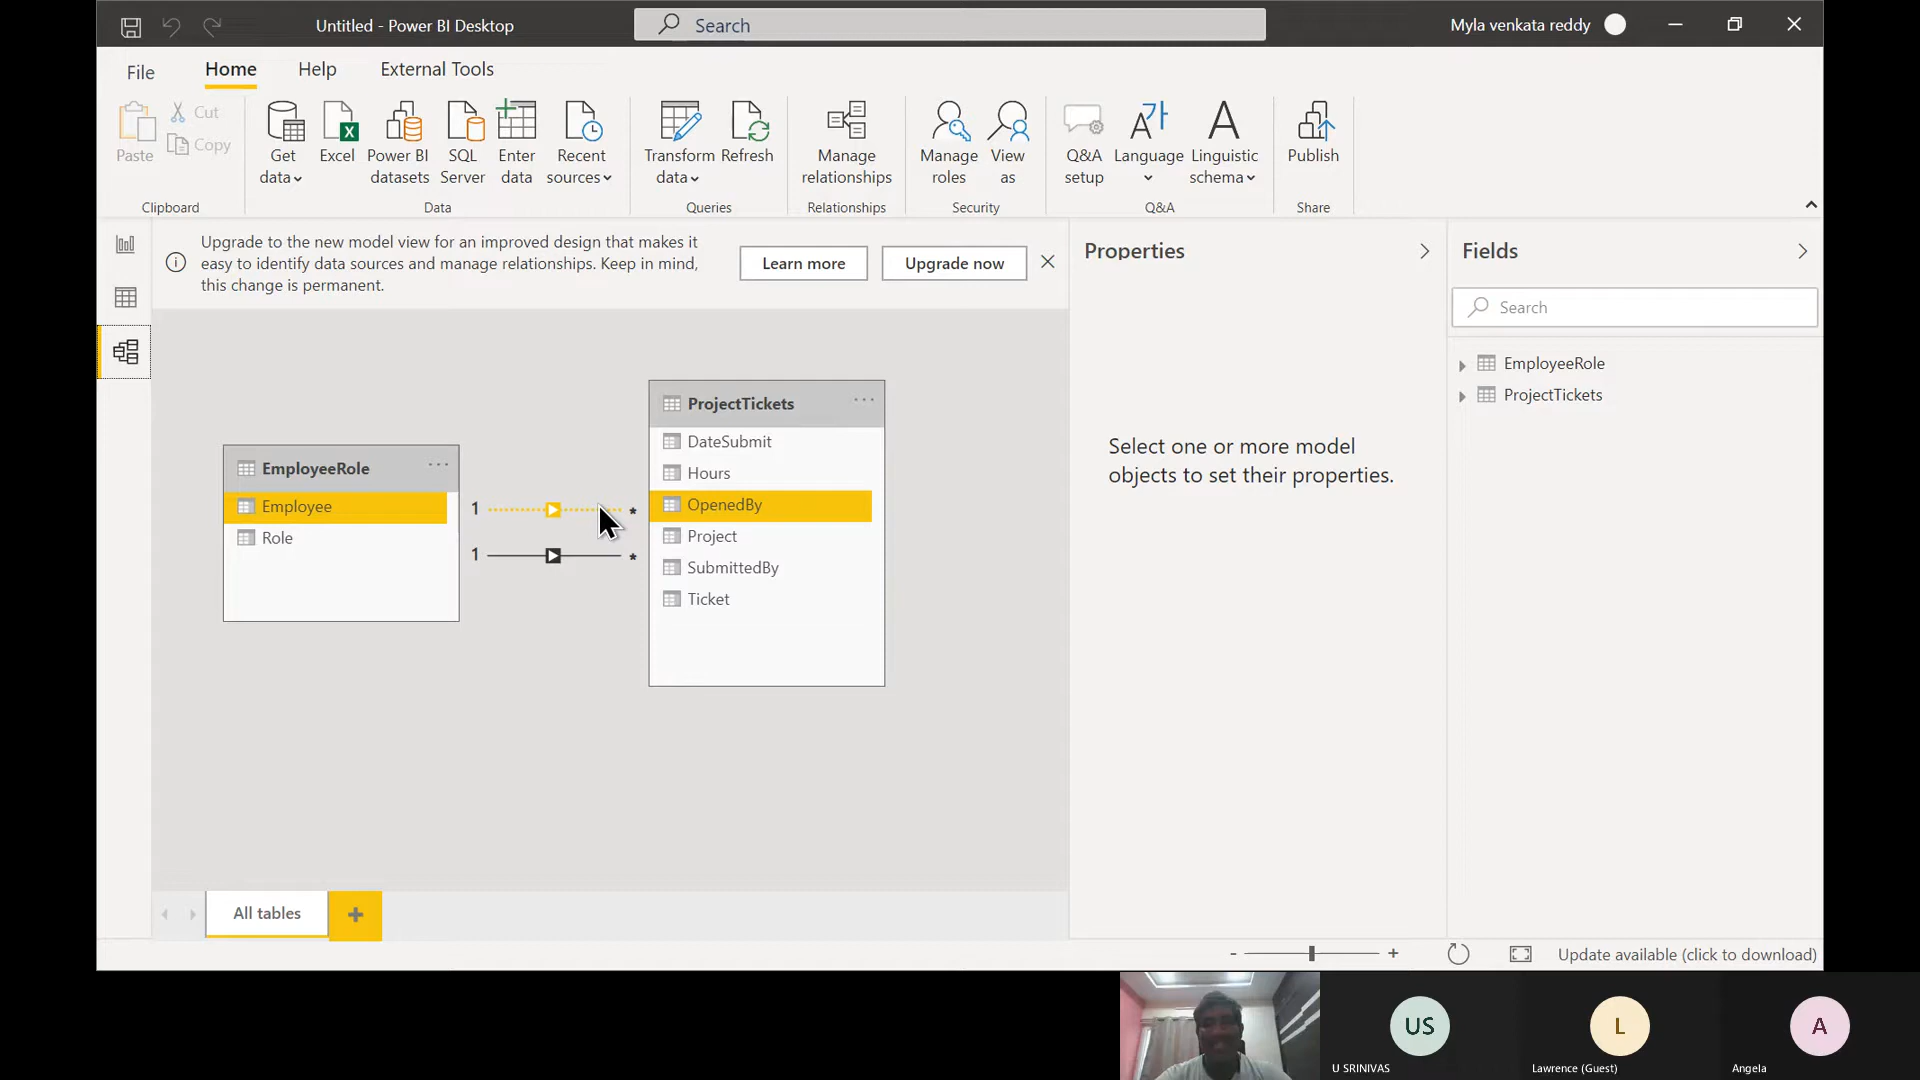 Untitled - Power BI Desktop
Search
Myla venkata reddy
File
Home
Help
External Tools
Paste
Cut
Copy
Clipboard
Get data
Excel
Power BI datasets
SQL Server
Enter data
Recent sources
Data
Transform data
Refresh
Queries
Manage relationships
Relationships
Manage roles
View as
Security
Q&A setup
Language
Linguistic schema
Q&A
Publish
Share
Upgrade to the new model view for an improved design that makes it
easy to identify data sources and manage relationships. Keep in mind,
this change is permanent.
Learn more
Upgrade now
Properties
Select one or more model
objects to set their properties.
Fields
Search
EmployeeRole
ProjectTickets
EmployeeRole
Employee
Role
1 *
1 *
ProjectTickets
DateSubmit
Hours
OpenedBy
Project
SubmittedBy
Ticket
All tables
+
- +
Update available (click to download)
US
U SRINIVAS
L
Lawrence (Guest)
A
Angela